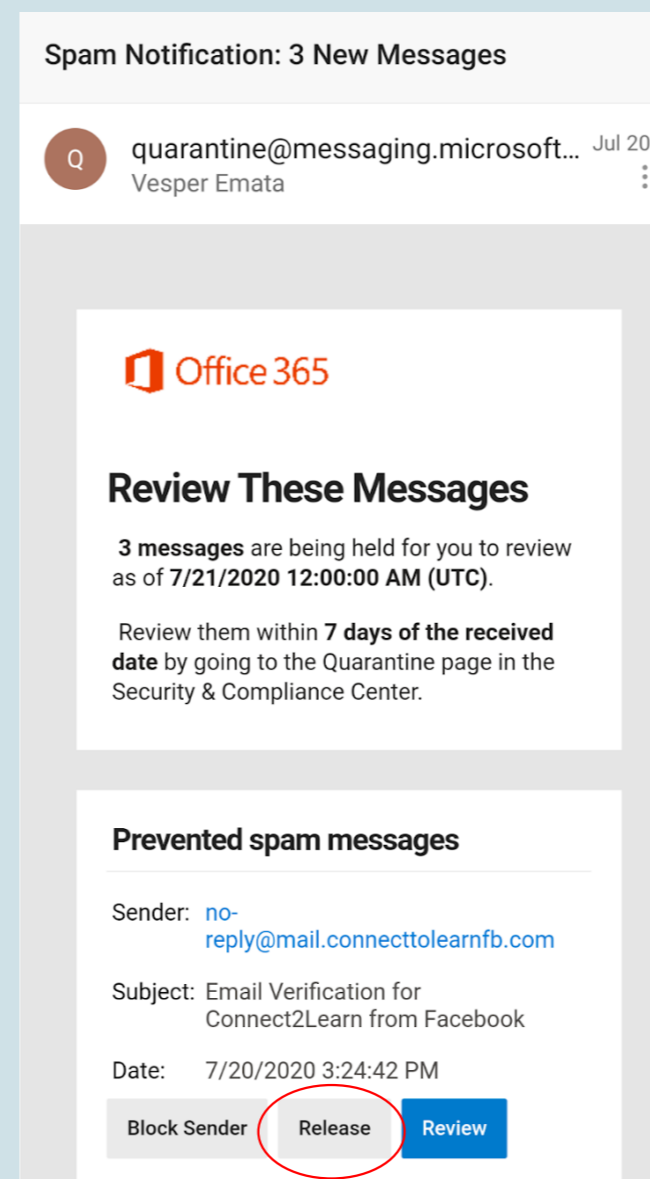 Spam Notification: 3 New Messages
Q
quarantine@messaging.microsoft... Jul 20
Vesper Emata
Office 365
Review These Messages
3 messages are being held for you to review
as of 7/21/2020 12:00:00 AM (UTC).
Review them within 7 days of the received
date by going to the Quarantine page in the
Security & Compliance Center.
Prevented spam messages
Sender: no-
reply@mail.connecttolearnfb.com
Subject: Email Verification for
Connect2Learn from Facebook
Date: 7/20/2020 3:24:42 PM
Block Sender Release Review